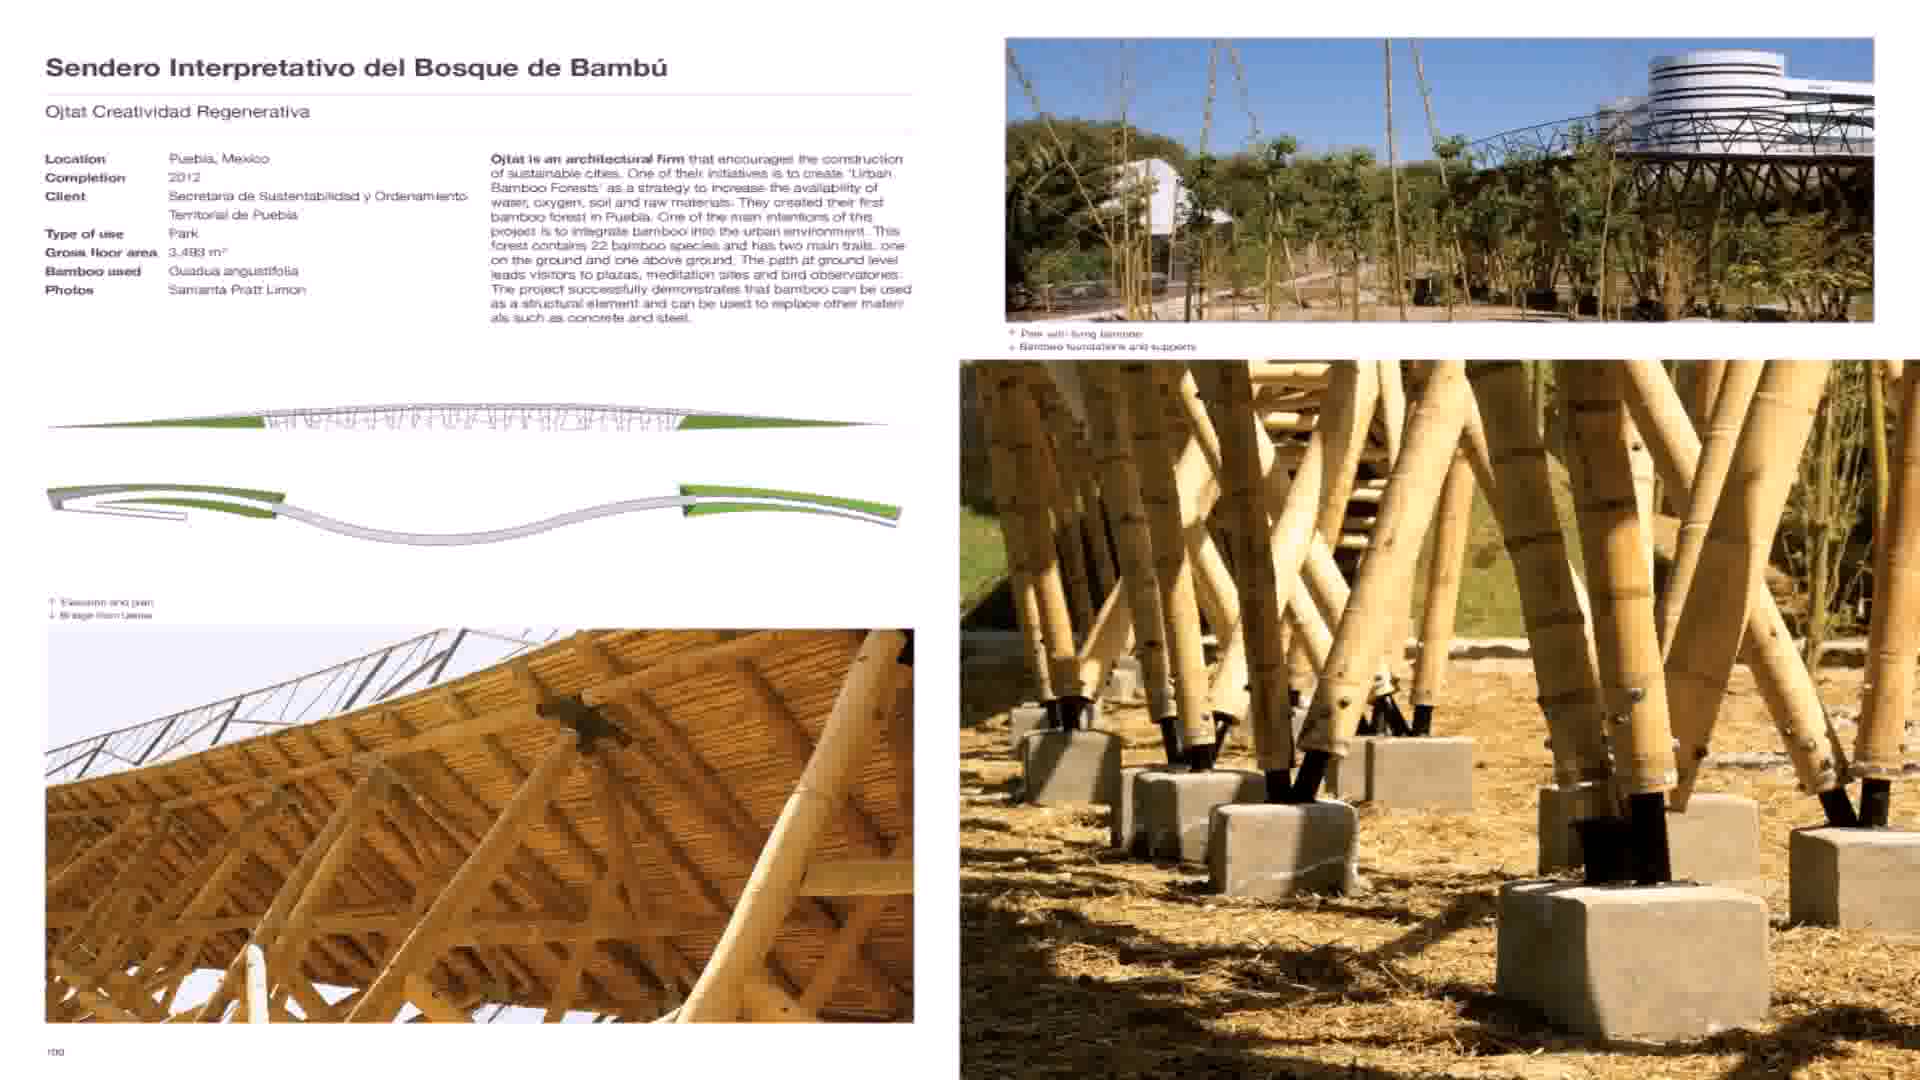 Sendero Interpretativo del Bosque de Bambú
Ojtat Creatividad Regenerativa
Location Puebla, Mexico
Completion 2012
Client Secretaria de Sustentabilidad y Ordenamiento
Territorial de Puebla
Type of use Park
Gross floor area 3,493 m²
Bamboo used Guadua angustifolia
Photos Samanta Pratt Limon
Ojtat is an architectural firm that encourages the construction
of sustainable cities. One of their initiatives is to create 'Urban
Bamboo Forests' as a strategy to increase the availability of
water, oxygen, soil and raw materials. They created their first
bamboo forest in Puebla. One of the main intentions of this
project is to integrate bamboo into the urban environment. This
forest contains 22 bamboo species and has two main trails, one
on the ground and one above ground. The path at ground level
leads visitors to plazas, meditation sites and bird observatories.
The project successfully demonstrates that bamboo can be used
as a structural element and can be used to replace other materi-
als such as concrete and steel.
↑ Park with living bamboo
↓ Bamboo foundations and supports
↑ Elevation and plan
↓ Bridge from below
100